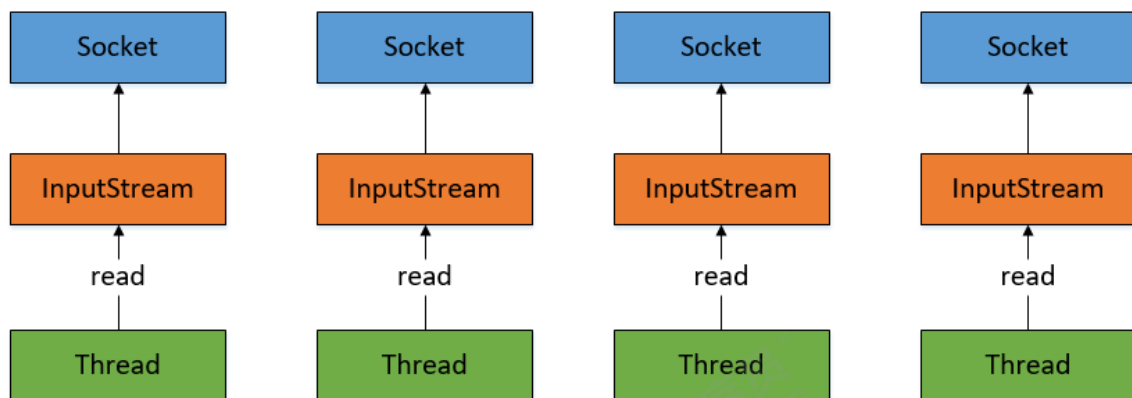 Socket Socket Socket Socket
InputStream InputStream InputStream InputStream
read read read read
Thread Thread Thread Thread